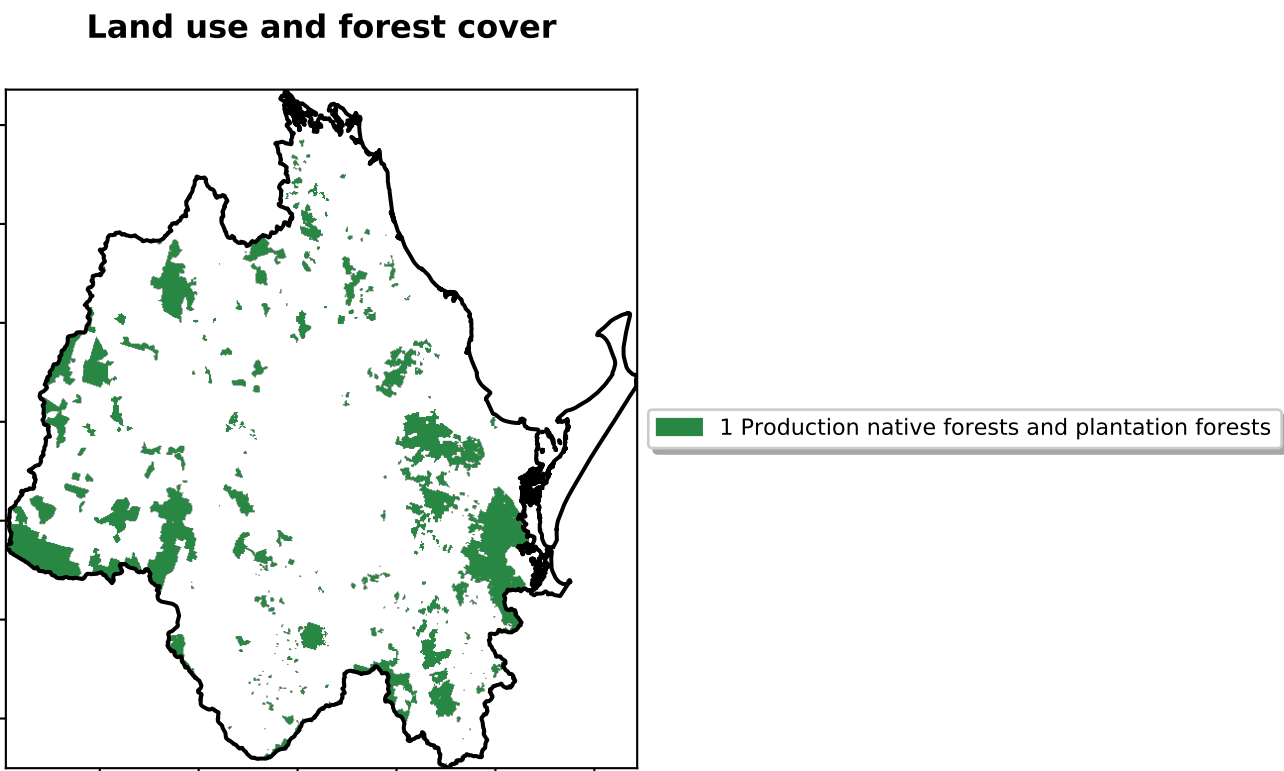 Land use and forest cover
1 Production native forests and plantation forests